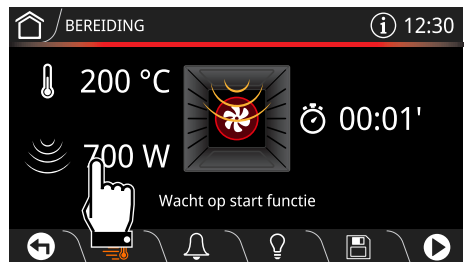 BEREIDING 12:30
200 °C
00:01'
700 W
Wacht op start functie